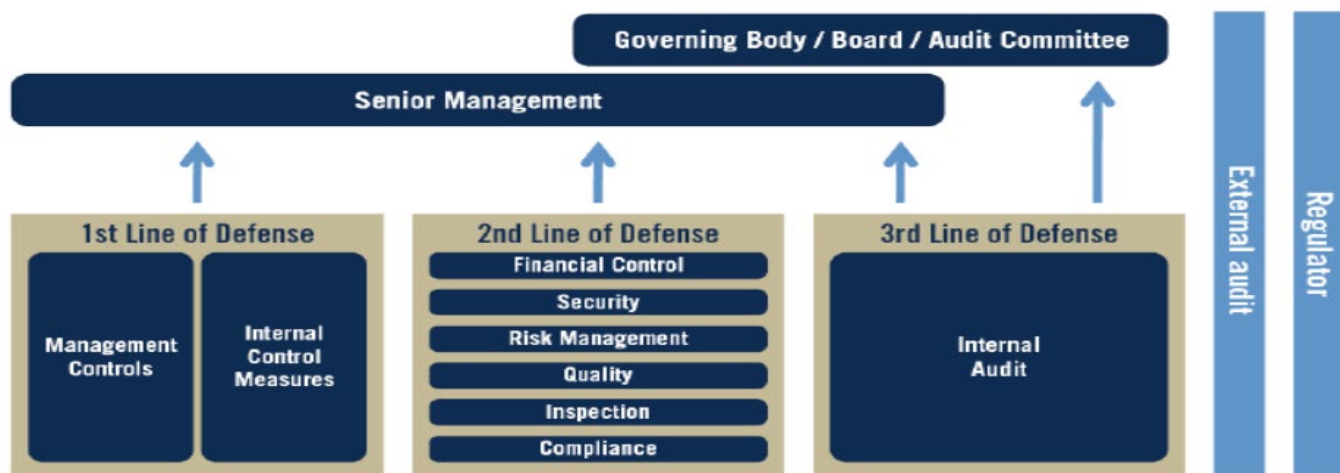 Governing Body / Board / Audit Committee
Senior Management
1st Line of Defense
Management
Controls
Internal
Control
Measures
2nd Line of Defense
Financial Control
Security
Risk Management
Quality
Inspection
Compliance
3rd Line of Defense
Internal
Audit
External audit
Regulator